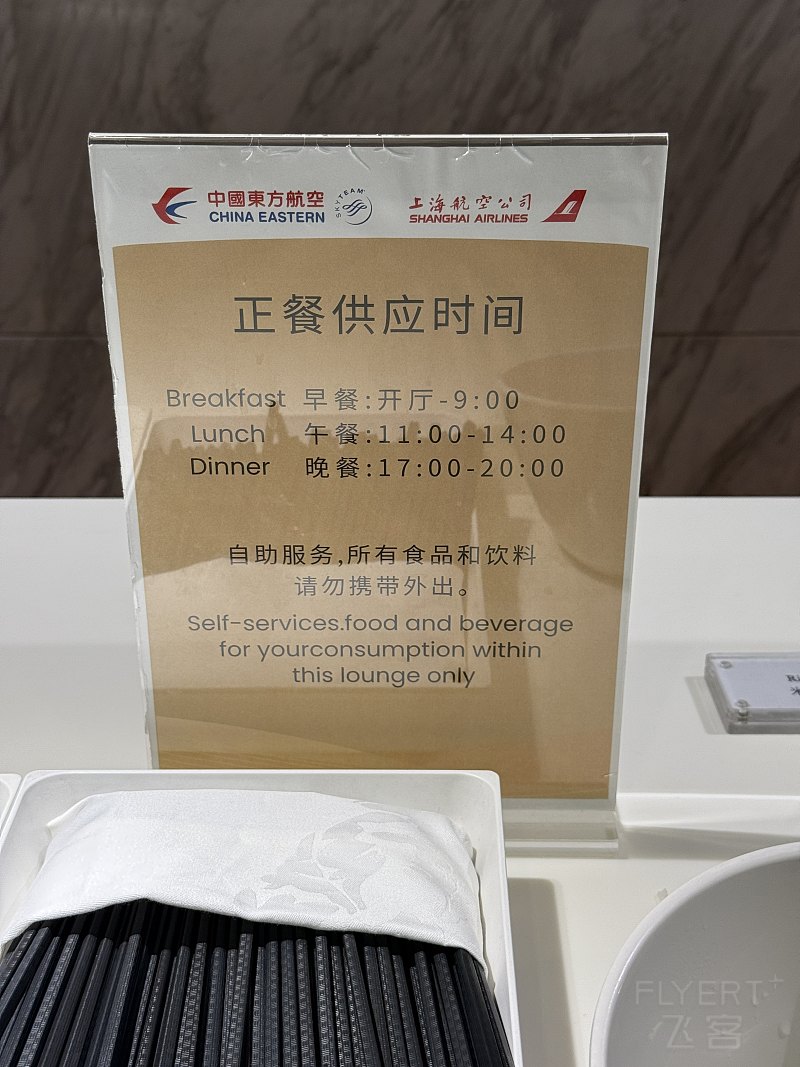 中國東方航空
CHINA EASTERN
SKYTEAM
上海航空公司
SHANGHAI AIRLINES
正餐供应时间
Breakfast 早餐:开厅-9:00
Lunch 午餐:11:00-14:00
Dinner 晚餐:17:00-20:00
自助服务,所有食品和饮料
请勿携带外出。
Self-services.food and beverage
for yourconsumption within
this lounge only
FLYERT
飞客